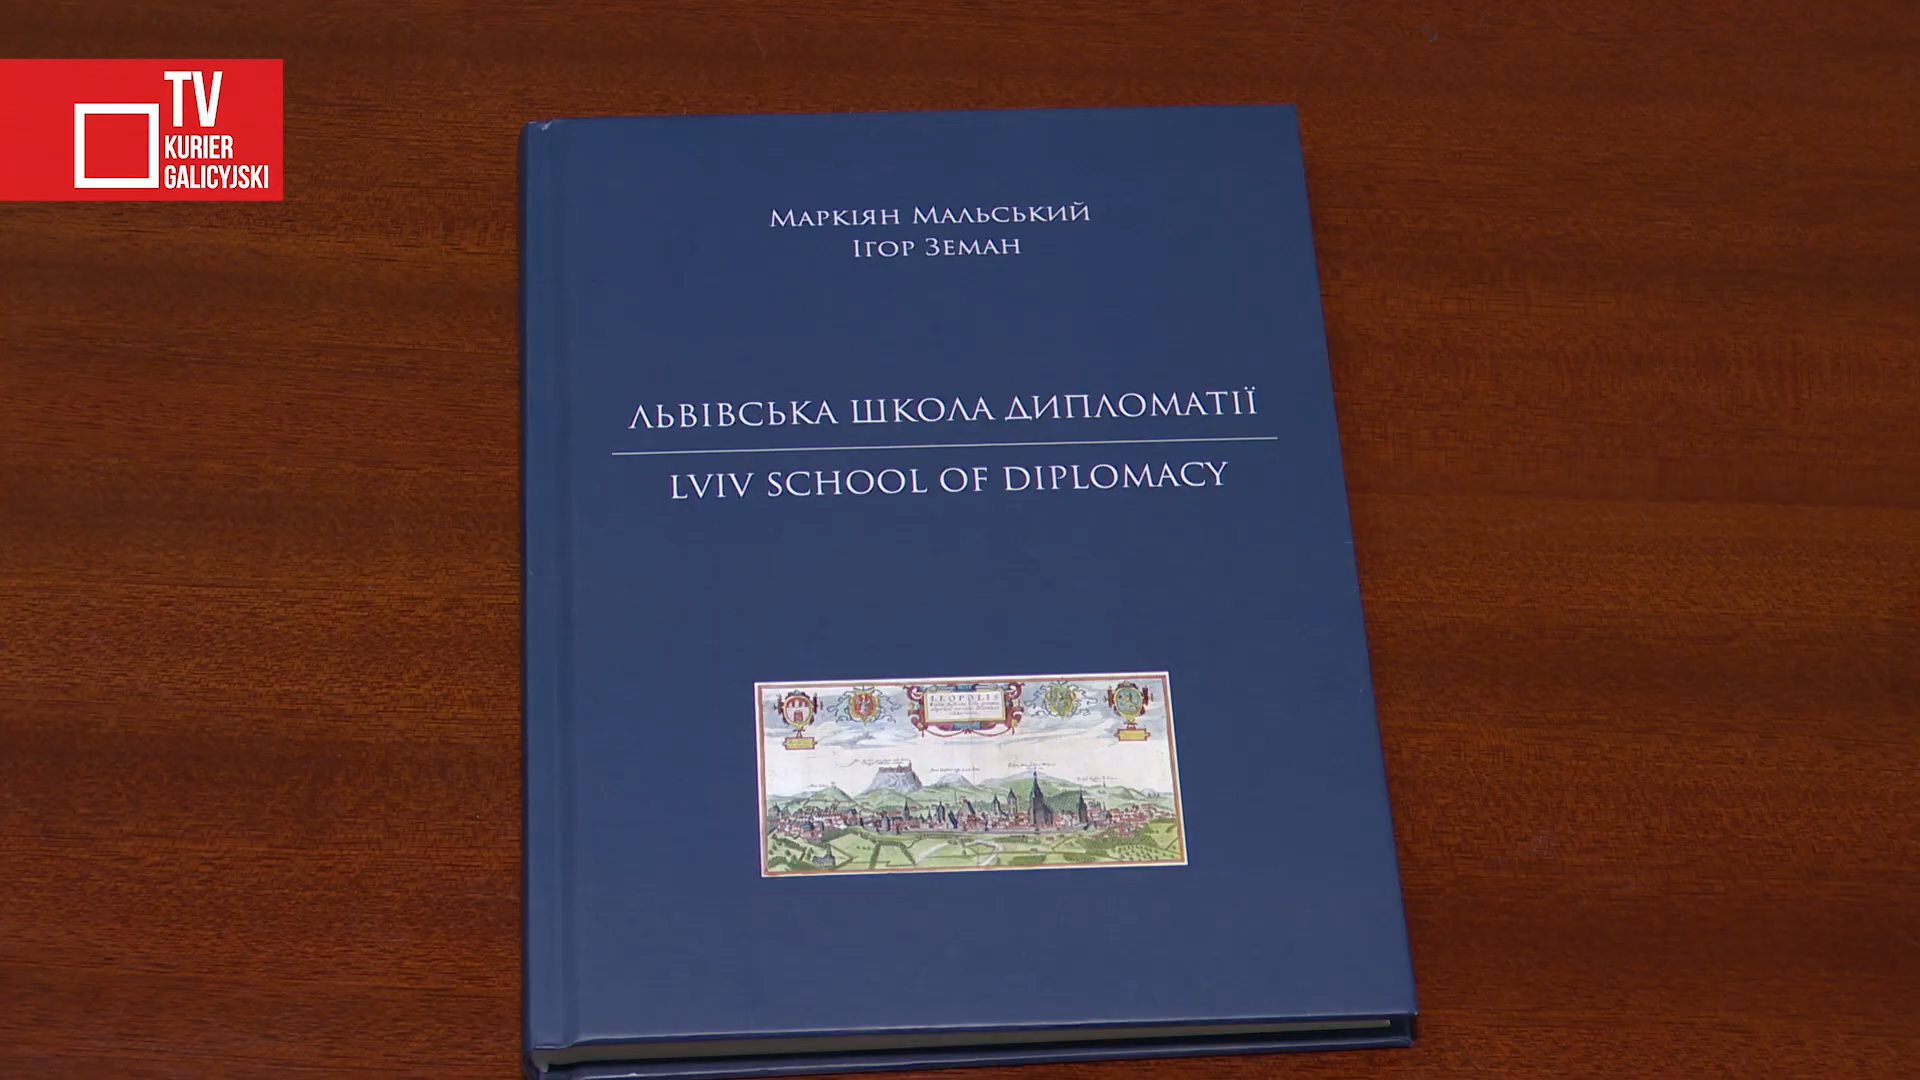 TV
KURIER
GALICYJSKI
Маркіян Мальський
Ігор Земан
ЛЬВІВСЬКА ШКОЛА ДИПЛОМАТІЇ
LVIV SCHOOL OF DIPLOMACY
LEOPOLIS